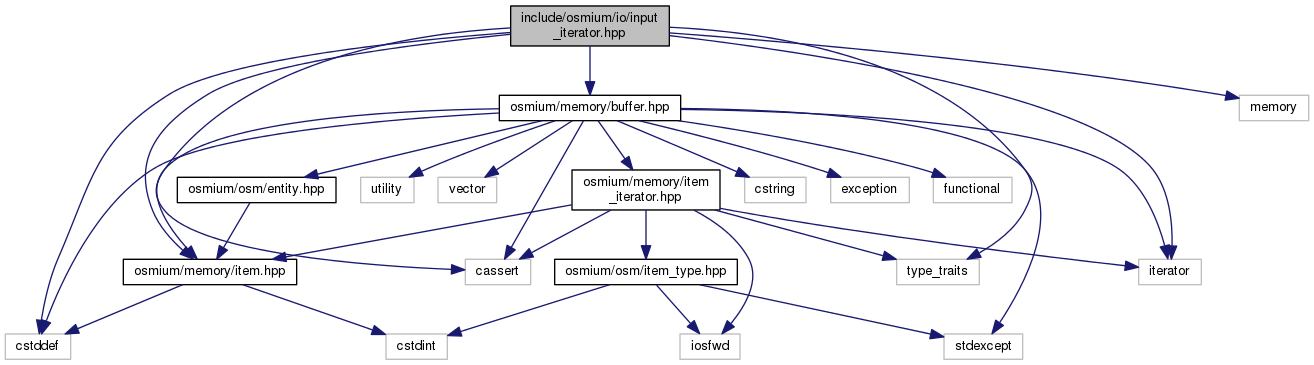 include/osmium/io/input
_iterator.hpp
osmium/memory/buffer.hpp
memory
osmium/osm/entity.hpp
utility
vector
osmium/memory/item
_iterator.hpp
cstring
exception
functional
osmium/memory/item.hpp
cassert
osmium/osm/item_type.hpp
type_traits
iterator
cstddef
cstdint
iosfwd
stdexcept